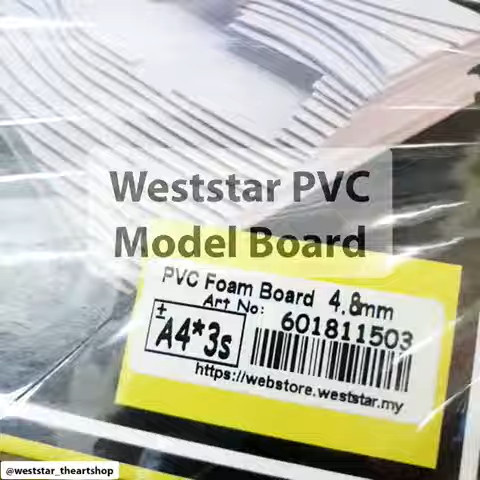 Weststar PVC
Model Board
PVC Foam Board 4.8mm
Art No:
601811503
±
A4*3s
https://webstore.weststar.my
@weststar_theartshop